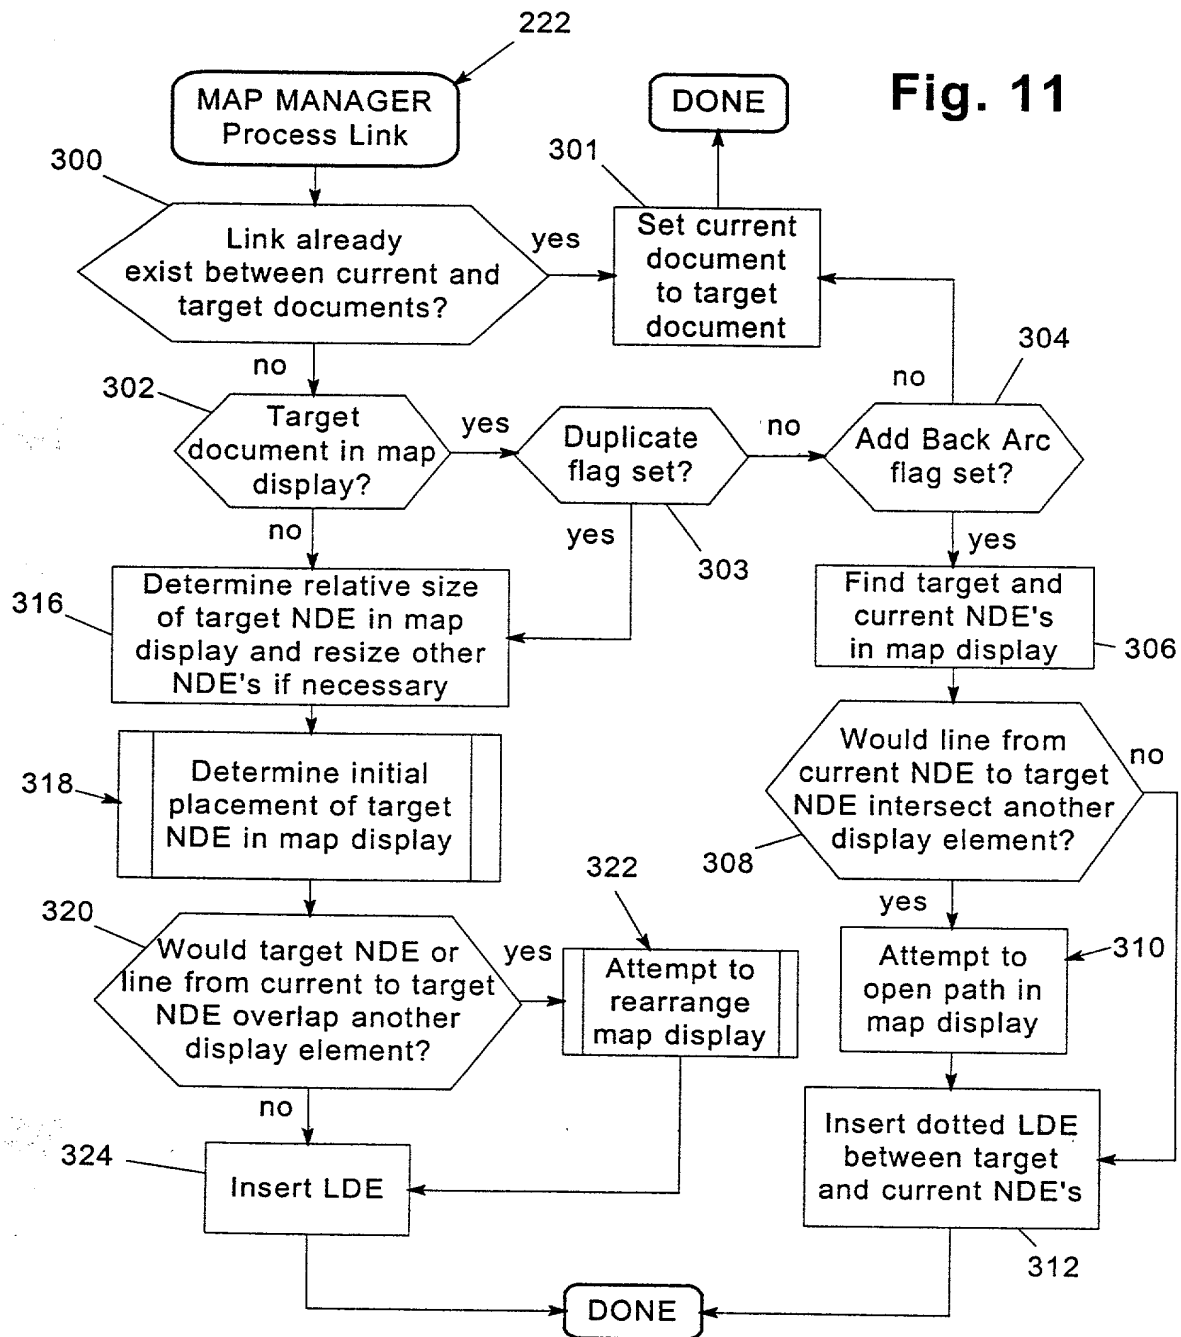 222
Fig. 11
MAP MANAGER
Process Link
DONE
300
301
Link already
exist between current and
target documents?
yes
Set current
document
to target
document
no
302
304
no
Target
document in map
display?
yes
Duplicate
flag set?
no
Add Back Arc
flag set?
no
yes
303
yes
316
Determine relative size
of target NDE in map
display and resize other
NDE's if necessary
Find target and
current NDE's
in map display
306
318
Determine initial
placement of target
NDE in map display
Would line from
current NDE to target
NDE intersect another
display element?
no
308
yes
320
Would target NDE or
line from current to target
NDE overlap another
display element?
yes
322
Attempt to
rearrange
map display
310
Attempt to
open path in
map display
no
324
Insert LDE
Insert dotted LDE
between target
and current NDE's
312
DONE